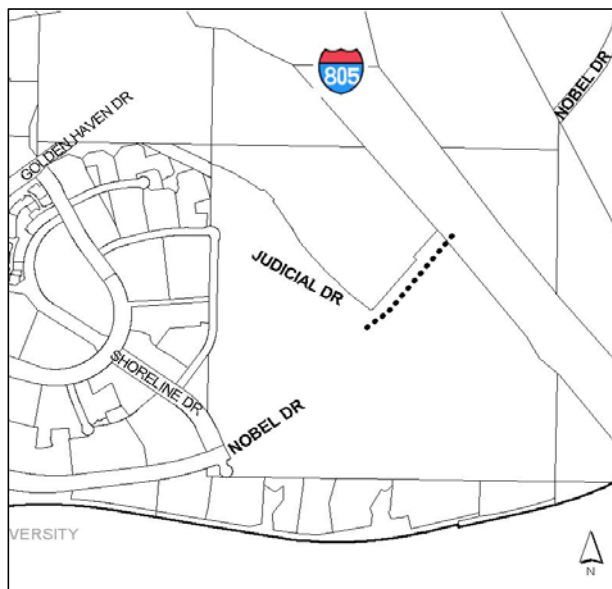 805
NOBEL DR
GOLDEN HAVEN DR
JUDICIAL DR
SHORELINE DR
NOBEL DR
VERSITY
N